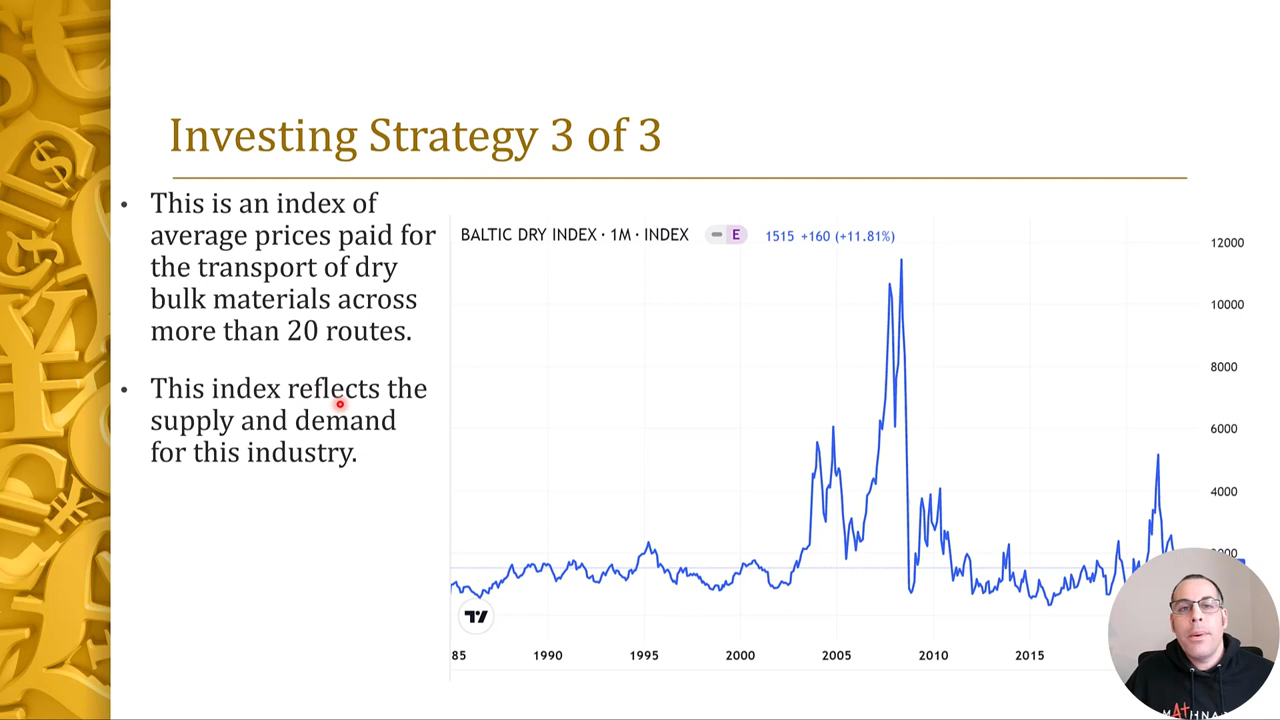 Investing Strategy 3 of 3
• This is an index of
average prices paid for
the transport of dry
bulk materials across
more than 20 routes.
• This index reflects the
supply and demand
for this industry.
BALTIC DRY INDEX · 1M · INDEX E 1515 +160 (+11.81%)
12000
10000
8000
6000
4000
85 1990 1995 2000 2005 2010 2015